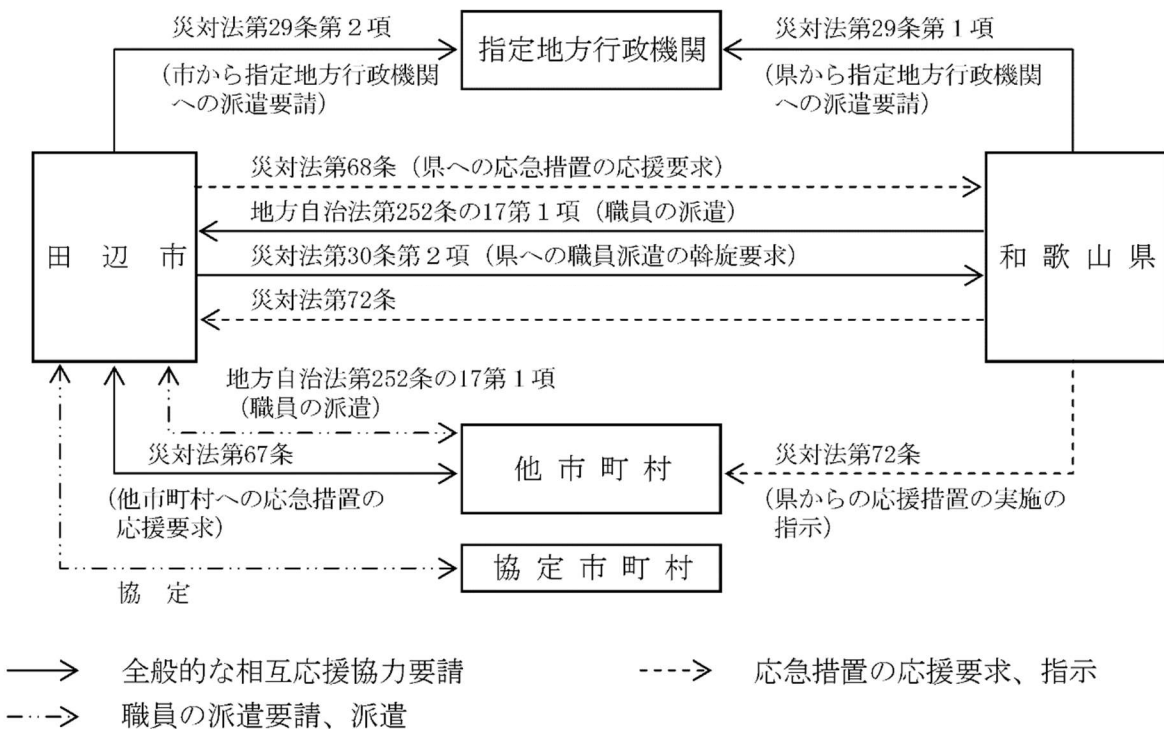 災対法第29条第２項
指定地方行政機関
災対法第29条第１項
(市から指定地方行政機関
への派遣要請)
(県から指定地方行政機関
への派遣要請)
田辺市
災対法第68条 (県への応急措置の応援要求)
地方自治法第252条の17第１項 (職員の派遣)
災対法第30条第２項 (県への職員派遣の斡旋要求)
災対法第72条
和歌山県
地方自治法第252条の17第１項
(職員の派遣)
災対法第67条
(他市町村への応急措置の
応援要求)
他市町村
災対法第72条
(県からの応援措置の実施の
指示)
協定市町村
協定
全般的な相互応援協力要請
応急措置の応援要求、指示
職員の派遣要請、派遣